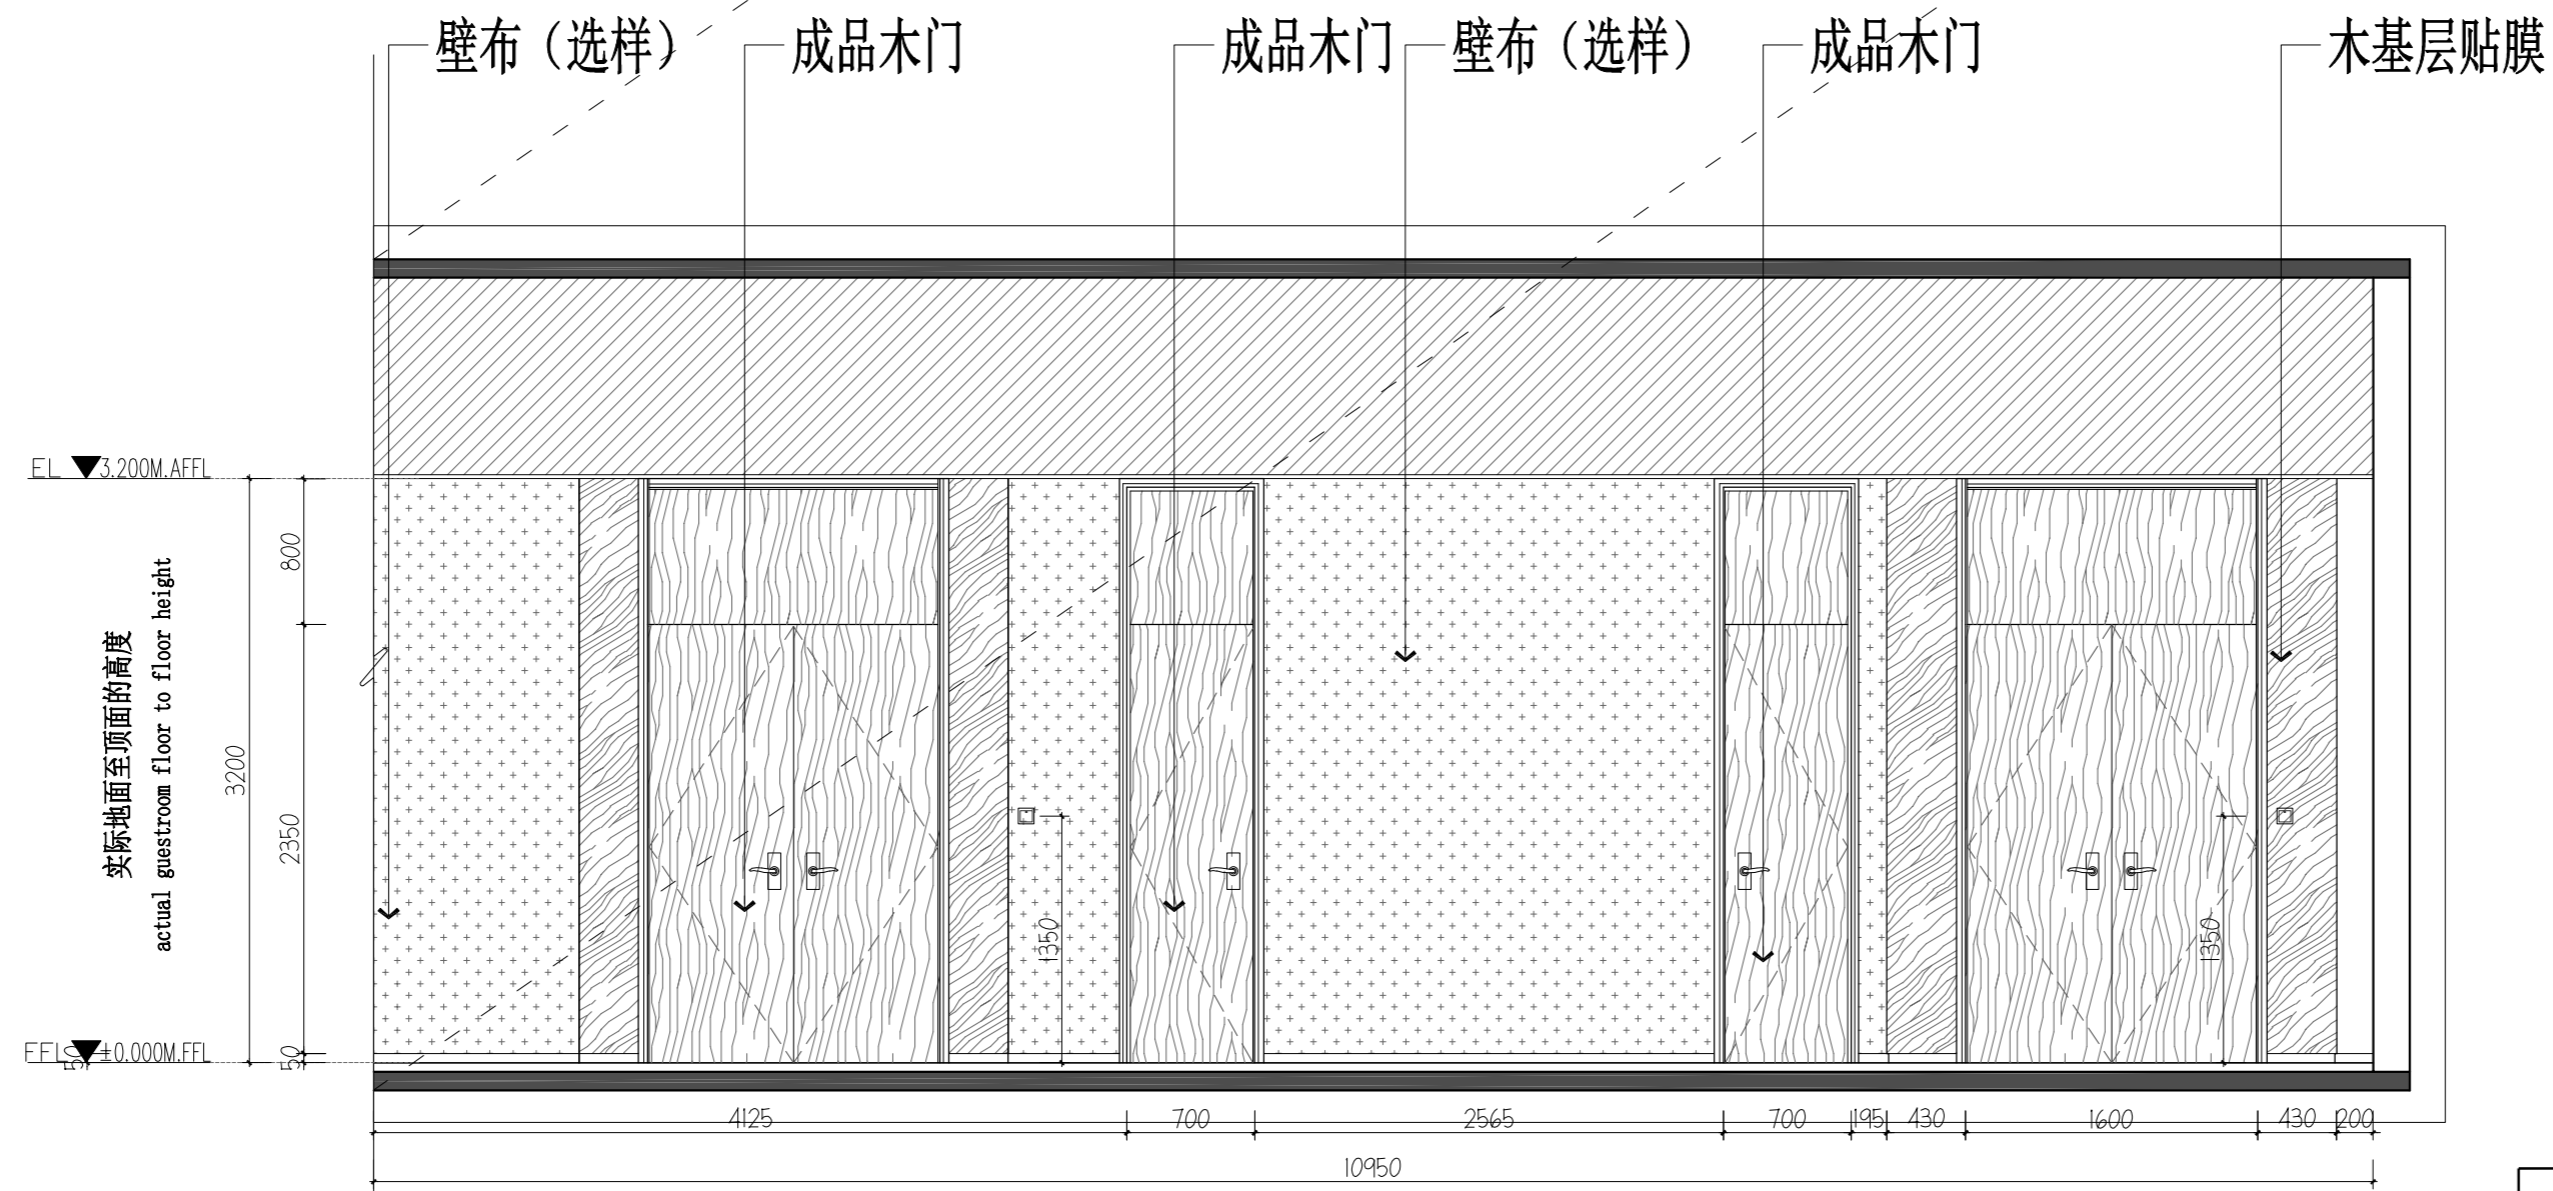 壁布（选样）
成品木门
成品木门
壁布（选样）
成品木门
木基层贴膜
EL
3.200M.AFFL
800
实际地面至顶面的高度
actual guestroom floor to floor height
3200
2350
1350
1350
FFL
±0.000M.FFL
50
50
4125
700
2565
700
195
430
1600
430
200
10950